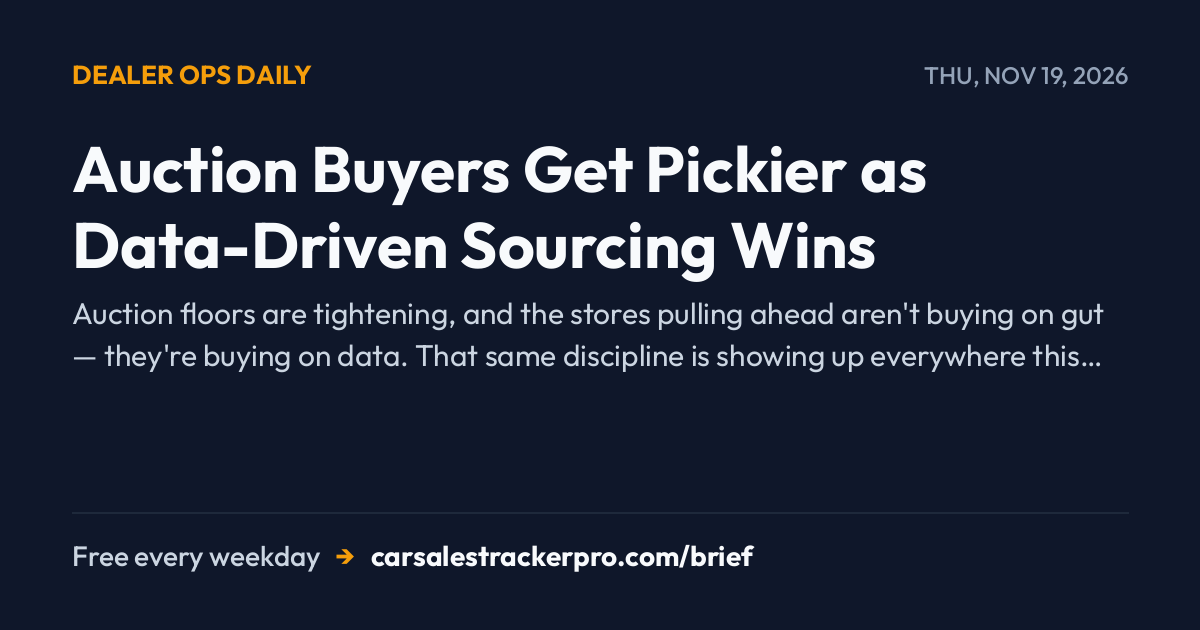 DEALER OPS DAILY
THU, NOV 19, 2026
Auction Buyers Get Pickier as
Data-Driven Sourcing Wins
Auction floors are tightening, and the stores pulling ahead aren't buying on gut
— they're buying on data. That same discipline is showing up everywhere this…
Free every weekday → carsalestrackerpro.com/brief